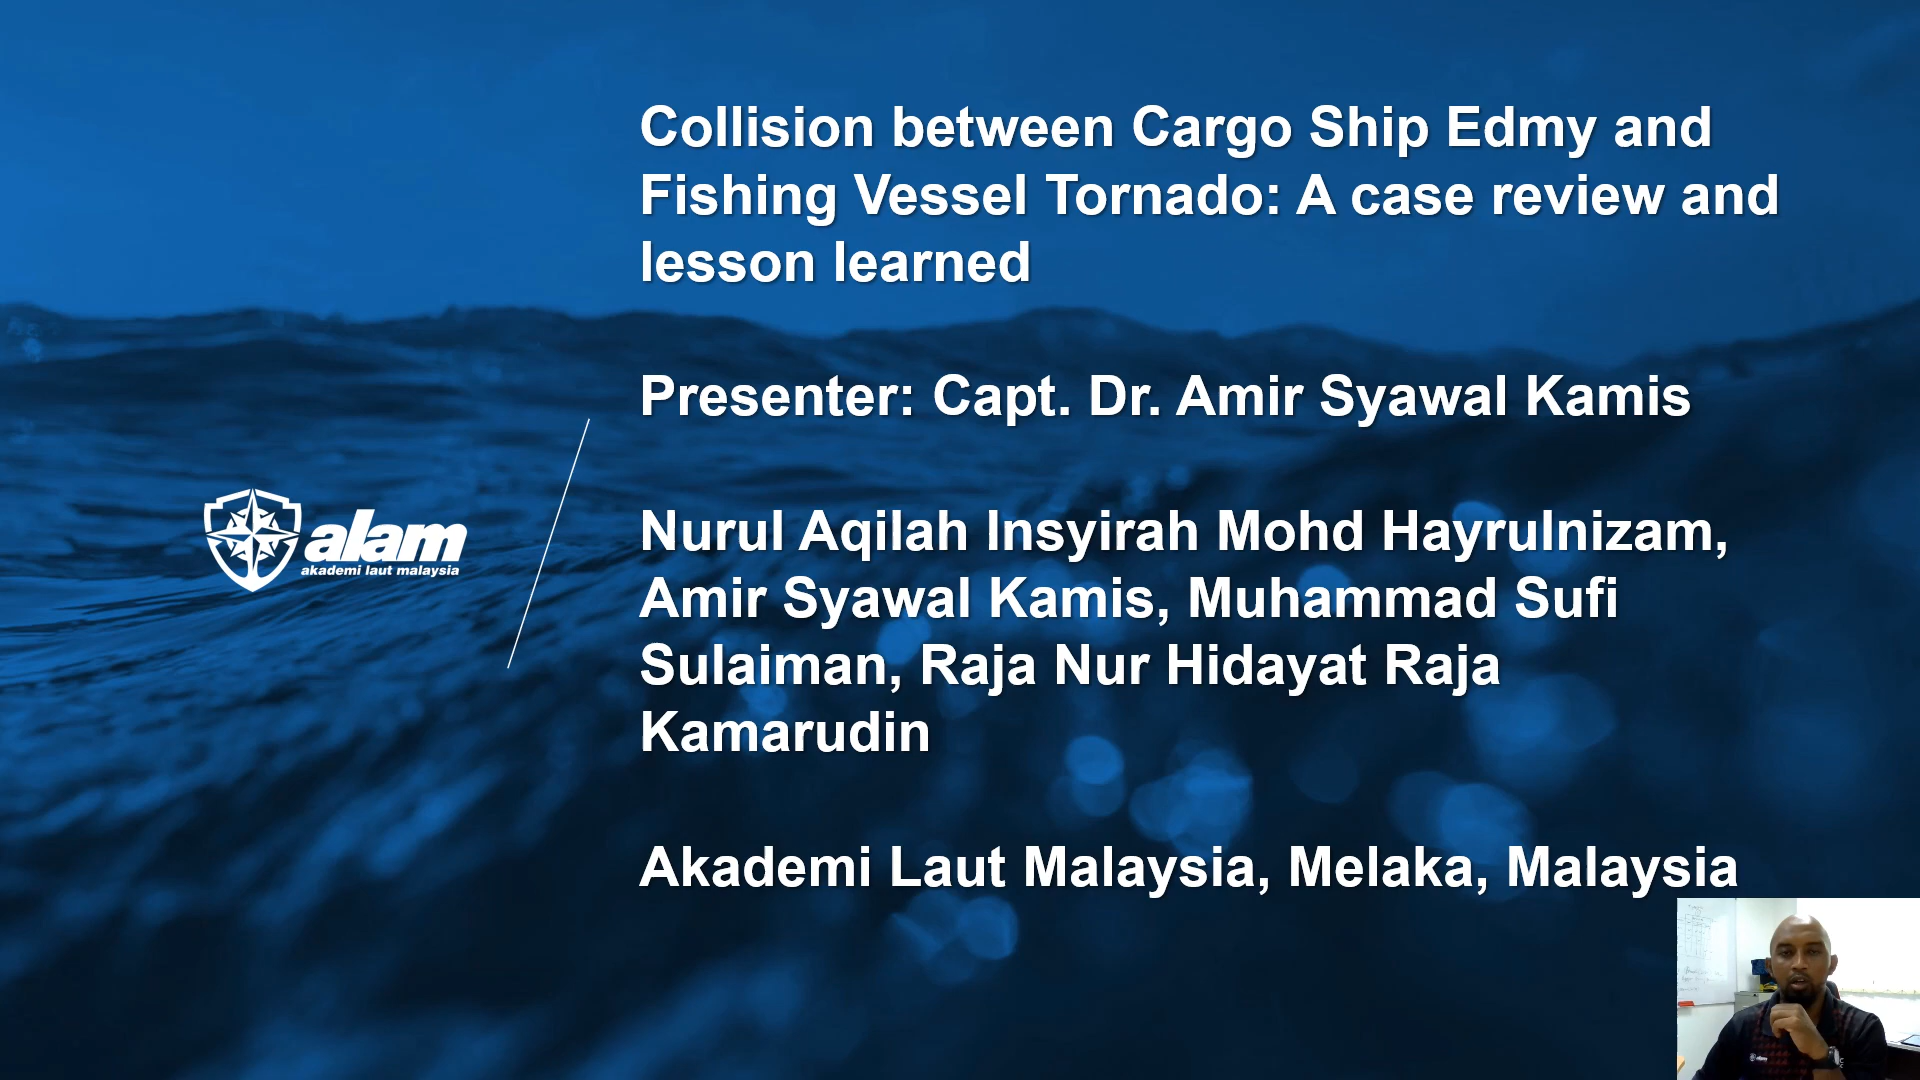 Collision between Cargo Ship Edmy and
Fishing Vessel Tornado: A case review and
lesson learned
Presenter: Capt. Dr. Amir Syawal Kamis
Nurul Aqilah Insyirah Mohd Hayrulnizam,
Amir Syawal Kamis, Muhammad Sufi
Sulaiman, Raja Nur Hidayat Raja
Kamarudin
Akademi Laut Malaysia, Melaka, Malaysia
alam
akademi laut malaysia
alam